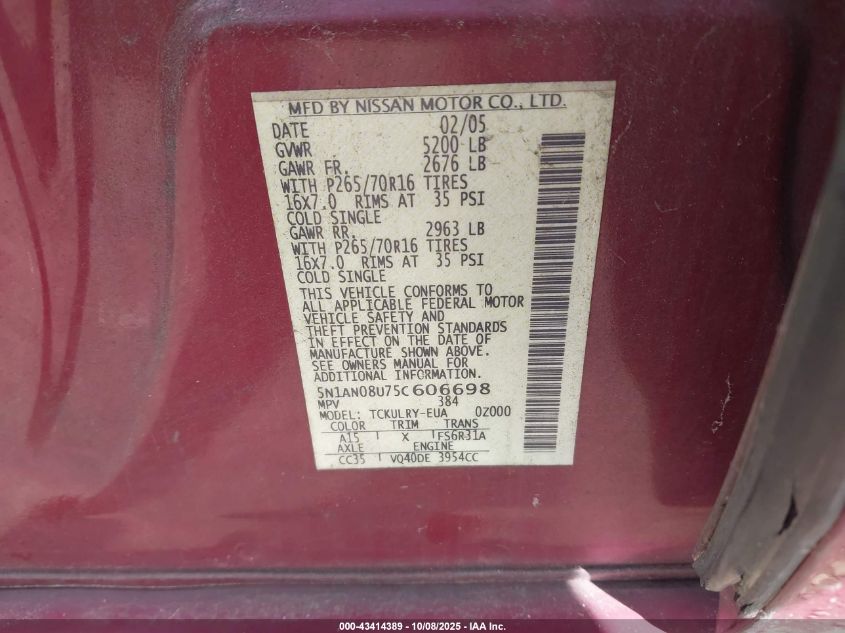 MFD BY NISSAN MOTOR CO., LTD.
DATE 02/05
GVWR 5200 LB
GAWR FR. 2676 LB
WITH P265/70R16 TIRES
16X7.0 RIMS AT 35 PSI
COLD SINGLE
GAWR RR. 2963 LB
WITH P265/70R16 TIRES
16X7.0 RIMS AT 35 PSI
COLD SINGLE
THIS VEHICLE CONFORMS TO
ALL APPLICABLE FEDERAL MOTOR
VEHICLE SAFETY AND
THEFT PREVENTION STANDARDS
IN EFFECT ON THE DATE OF
MANUFACTURE SHOWN ABOVE.
SEE OWNERS MANUAL FOR
ADDITIONAL INFORMATION.
5N1AN08U75C606698
MPV 384
MODEL: TCKULRY-EUA 0Z000
COLOR TRIM TRANS
A15 X FS6R31A
AXLE ENGINE
CC35 VQ40DE 3954CC
000-43414389 - 10/08/2025 - IAA Inc.